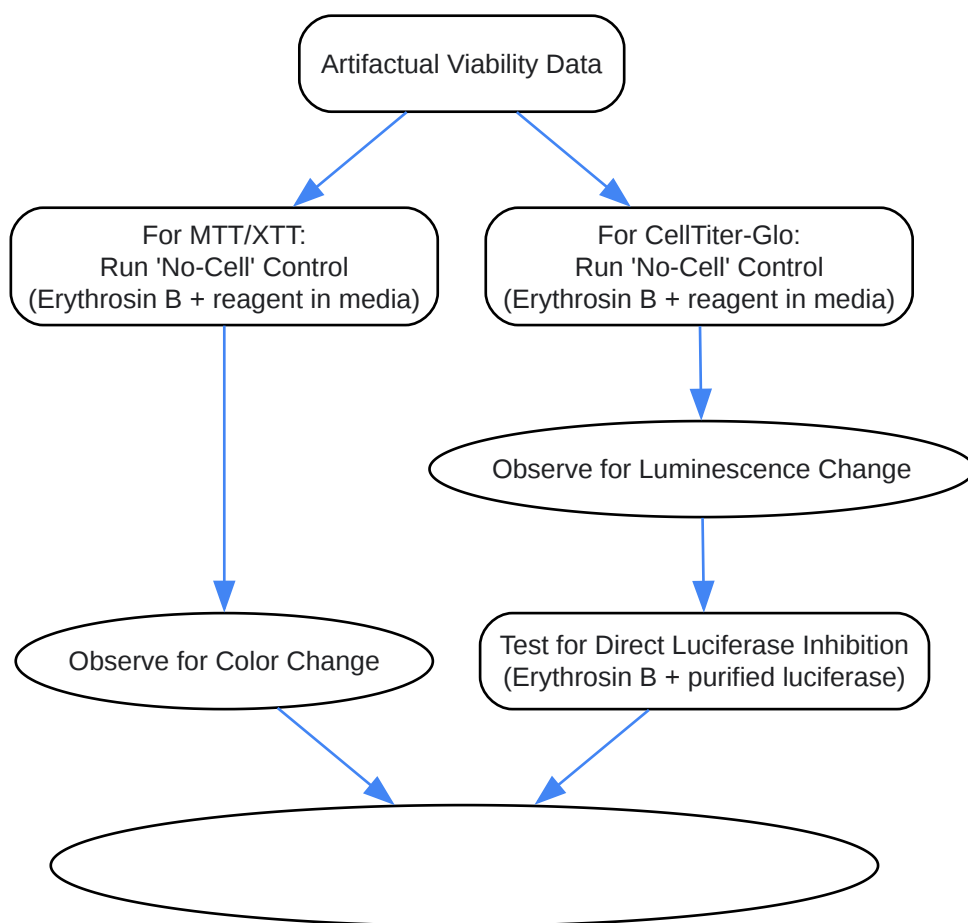 Artifactual Viability Data
For MTT/XTT:
Run 'No-Cell' Control
(Erythrosin B + reagent in media)
For CellTiter-Glo:
Run 'No-Cell' Control
(Erythrosin B + reagent in media)
Observe for Luminescence Change
Observe for Color Change
Test for Direct Luciferase Inhibition
(Erythrosin B + purified luciferase)